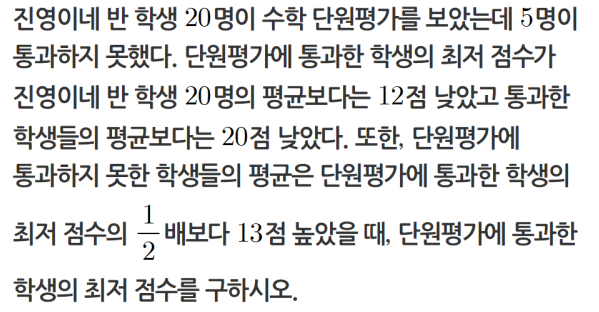 진영이네 반 학생 20명이 수학 단원평가를 보았는데 5명이
통과하지 못했다. 단원평가에 통과한 학생의 최저 점수가
진영이네 반 학생 20명의 평균보다는 12점 낮았고 통과한
학생들의 평균보다는 20점 낮았다. 또한, 단원평가에
통과하지 못한 학생들의 평균은 단원평가에 통과한 학생의
최저 점수의 1/2 배보다 13점 높았을 때, 단원평가에 통과한
학생의 최저 점수를 구하시오.